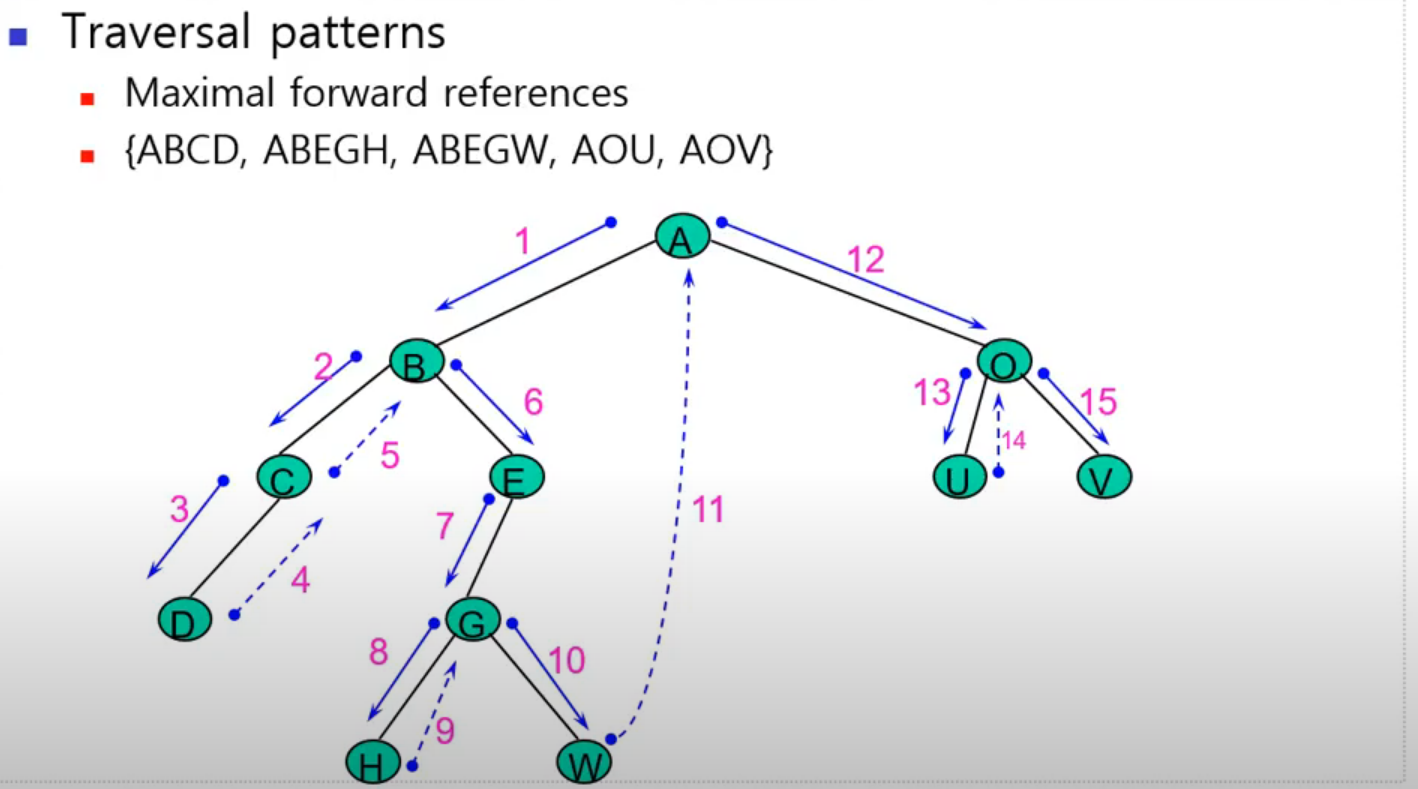 Traversal patterns
Maximal forward references
{ABCD, ABEGH, ABEGW, AOU, AOV}
A
1
12
B
O
2
6
13
15
5
14
C
E
U
V
3
7
11
4
D
G
8
10
9
H
W